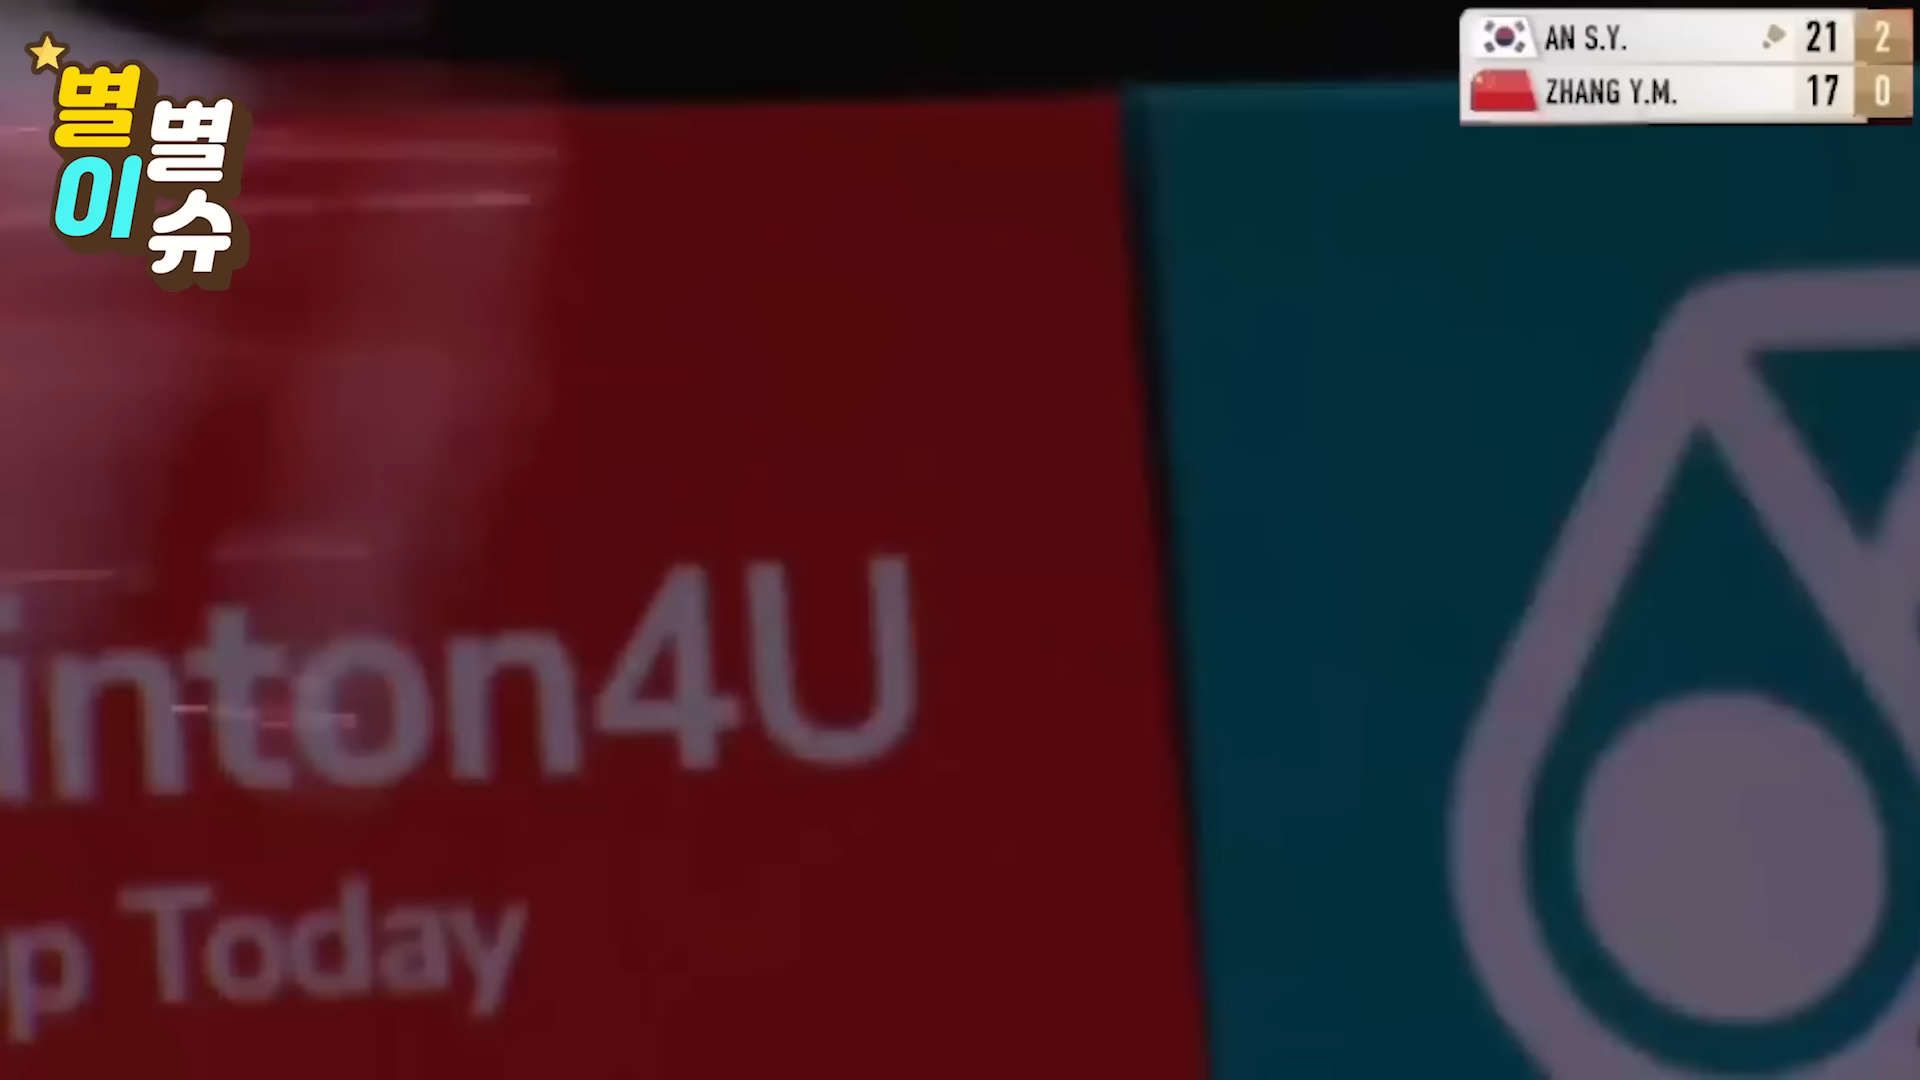 별별
이슈
AN S.Y. 21 2
ZHANG Y.M. 17 0
inton4U
p Today